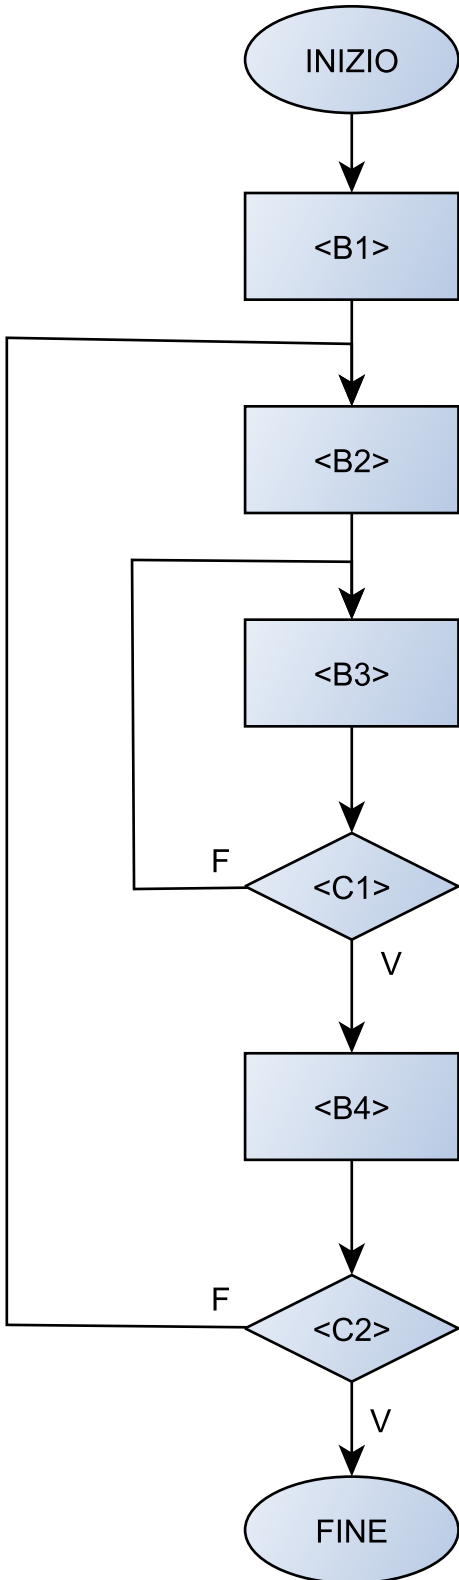 INIZIO
<B1>
<B2>
<B3>
F
<C1>
V
<B4>
F
<C2>
V
FINE